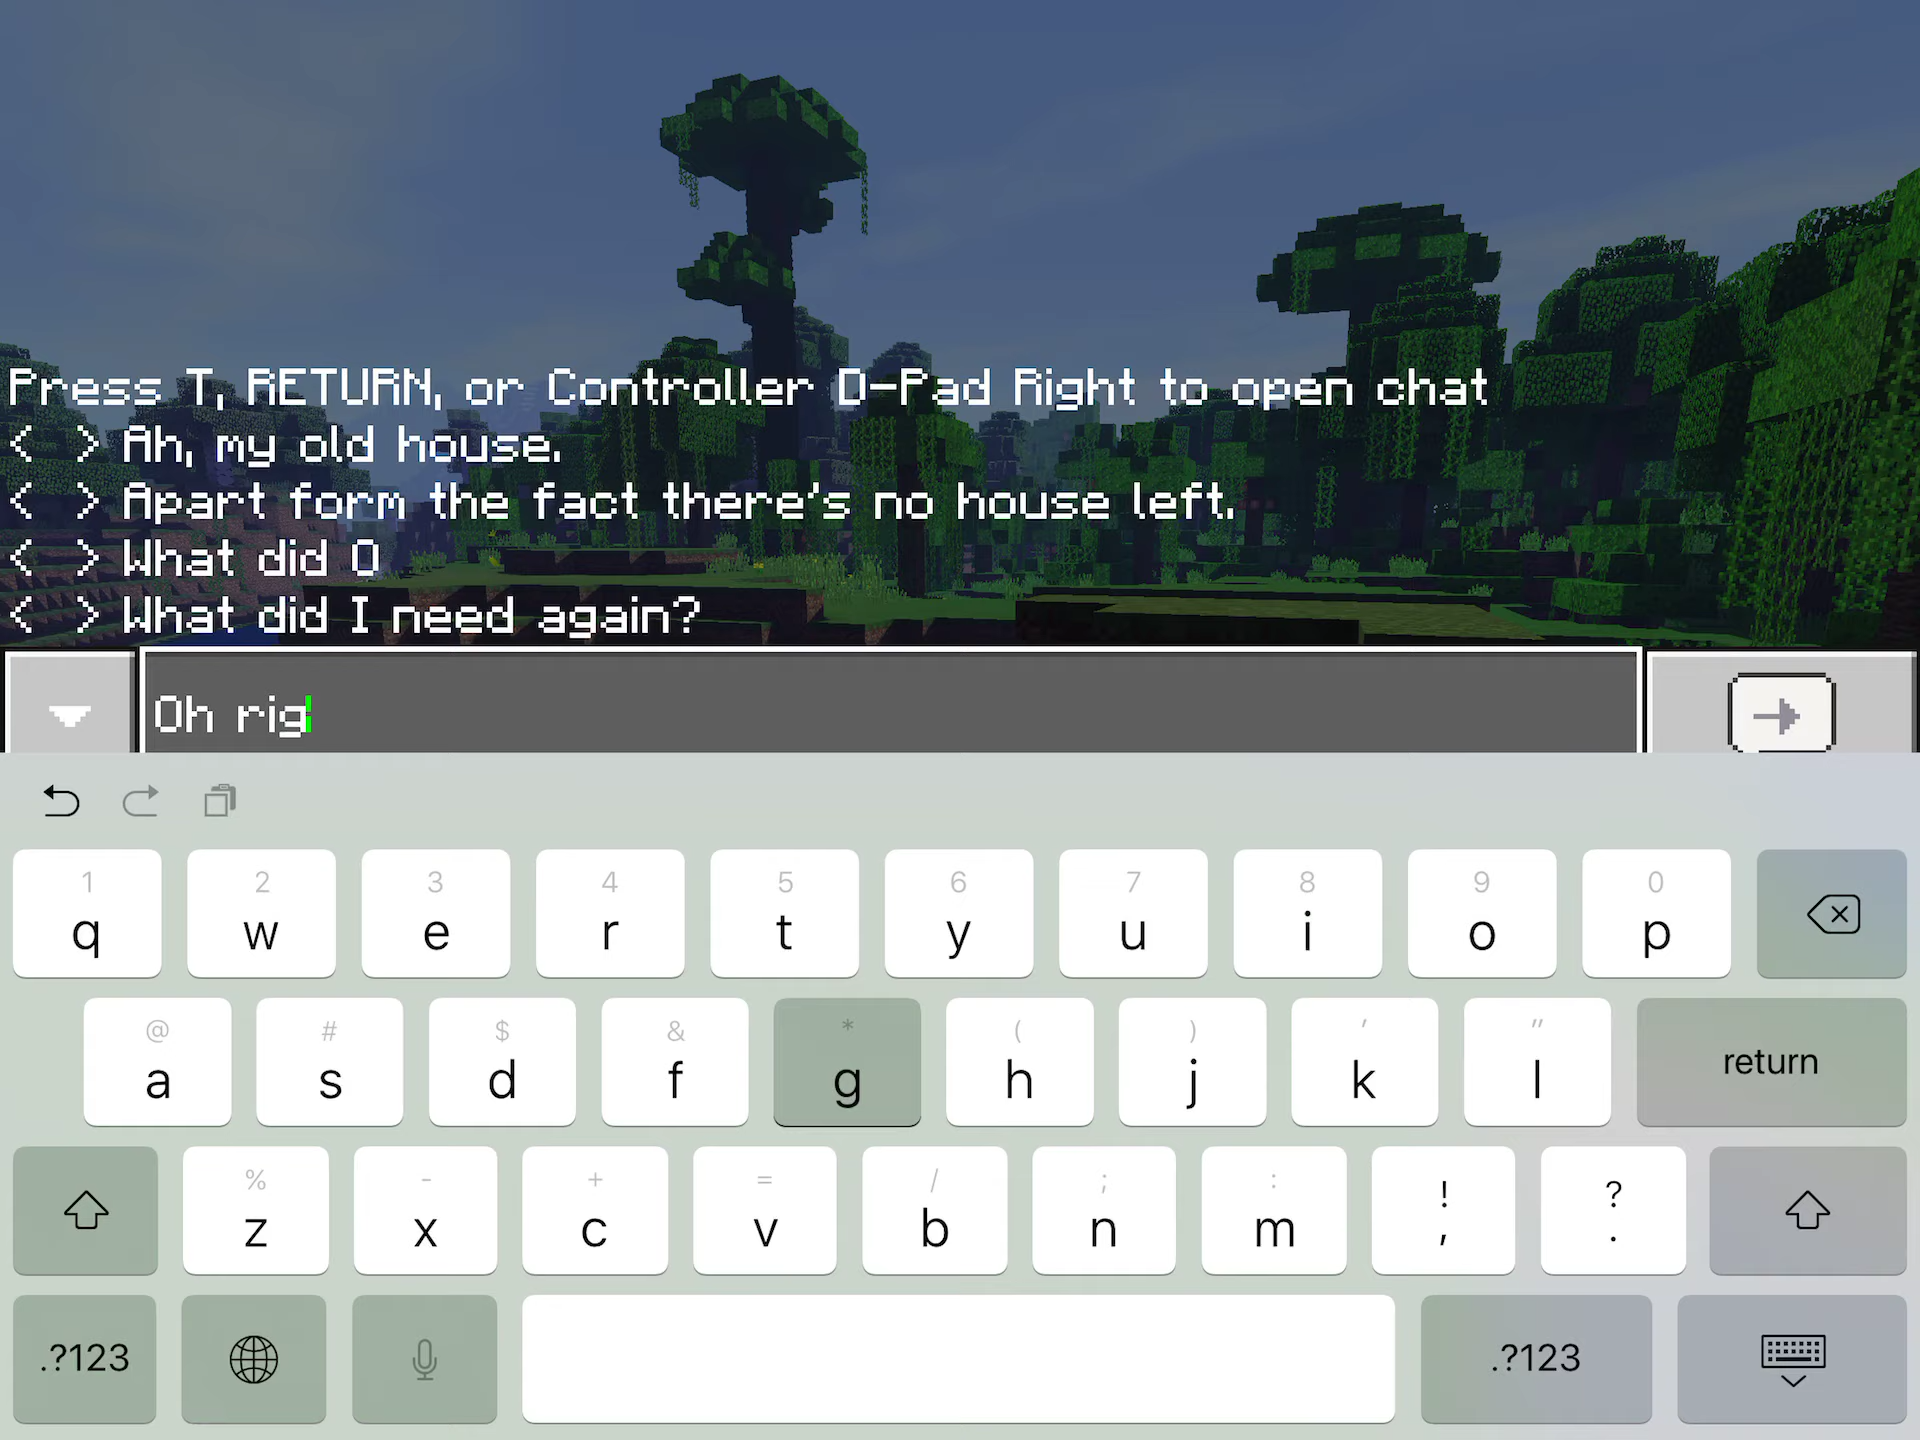 Press T, RETURN, or Controller D-Pad Right to open chat
<  > Ah, my old house.
<  > Apart form the fact there's no house left.
<  > What did O
<  > What did I need again?
Oh rig
1 2 3 4 5 6 7 8 9 0
q w e r t y u i o p
@ # $ & * ( ) ' "
a s d f g h j k l return
% - + = / ; : ! ?
z x c v b n m , .
.?123 .?123